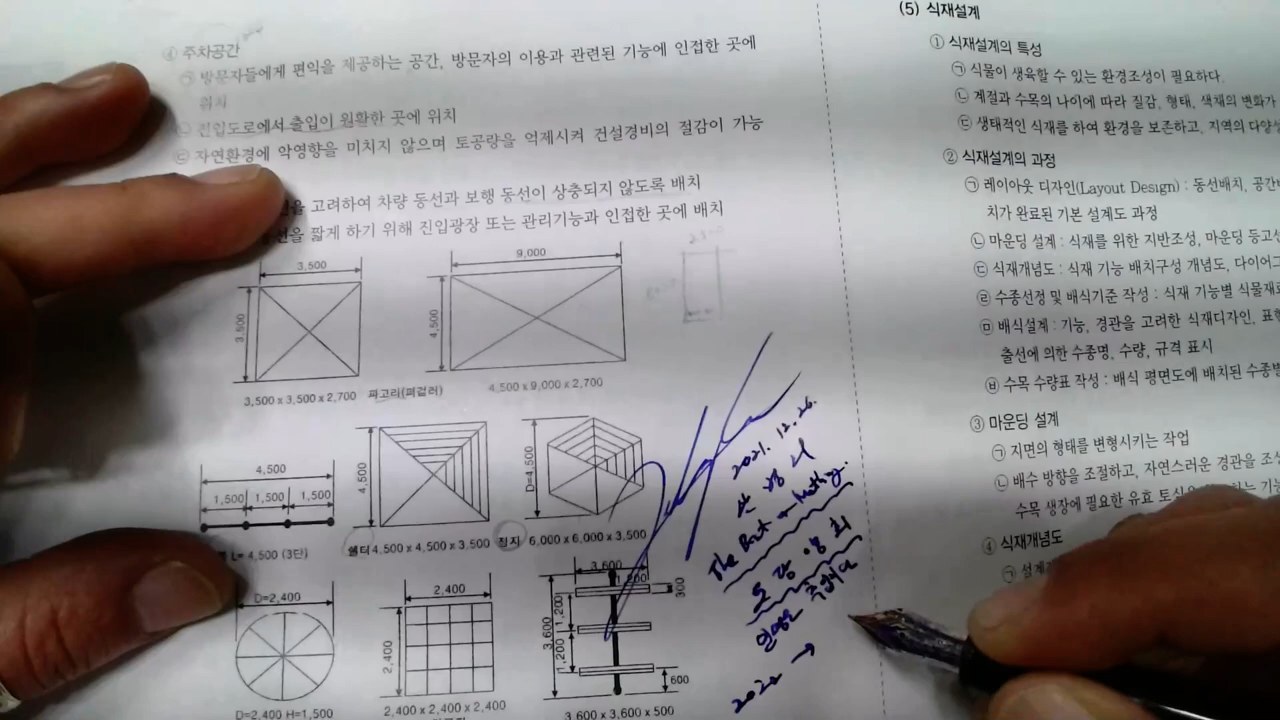 ④ 주차공간
㉠ 방문자들에게 편익을 제공하는 공간, 방문자의 이용과 관련된 기능에 인접한 곳에
위치
㉡ 진입도로에서 출입이 원활한 곳에 위치
㉢ 자연환경에 악영향을 미치지 않으며 토공량을 억제시켜 건설경비의 절감이 가능
고려하여 차량 동선과 보행 동선이 상충되지 않도록 배치
짧게 하기 위해 진입광장 또는 관리기능과 인접한 곳에 배치
3,500
3,500
3,500 x 3,500 x 2,700
파고라(퍼걸러)
9,000
4,500
4,500 x 9,000 x 2,700
4,500
1,500 1,500 1,500
L= 4,500 (3단)
4,500
쉘터 4,500 x 4,500 x 3,500
D=4,500
정자 6,000 x 6,000 x 3,500
D=2,400
D=2,400 H=1,500
2,400
2,400
2,400 x 2,400 x 2,400
3,600
1,200
300
3,600
1,200
1,200
600
3,600 x 3,600 x 500
2021. 12. 26.
The Best or Nothing.
2022 →
(5) 식재설계
① 식재설계의 특성
㉠ 식물이 생육할 수 있는 환경조성이 필요하다.
㉡ 계절과 수목의 나이에 따라 질감, 형태, 색채의 변화가
㉢ 생태적인 식재를 하여 환경을 보존하고, 지역의 다양성
② 식재설계의 과정
㉠ 레이아웃 디자인(Layout Design) : 동선배치, 공간배
치가 완료된 기본 설계도 과정
㉡ 마운딩 설계 : 식재를 위한 지반조성, 마운딩 등고선
㉢ 식재개념도 : 식재 기능 배치구성 개념도, 다이어그
㉣ 수종선정 및 배식기준 작성 : 식재 기능별 식물재료
㉤ 배식설계 : 기능, 경관을 고려한 식재디자인, 표현
출선에 의한 수종명, 수량, 규격 표시
㉥ 수목 수량표 작성 : 배식 평면도에 배치된 수종별
③ 마운딩 설계
㉠ 지면의 형태를 변형시키는 작업
㉡ 배수 방향을 조절하고, 자연스러운 경관을 조성
수목 생장에 필요한 유효 토심을 하는 기능
④ 식재개념도
㉠